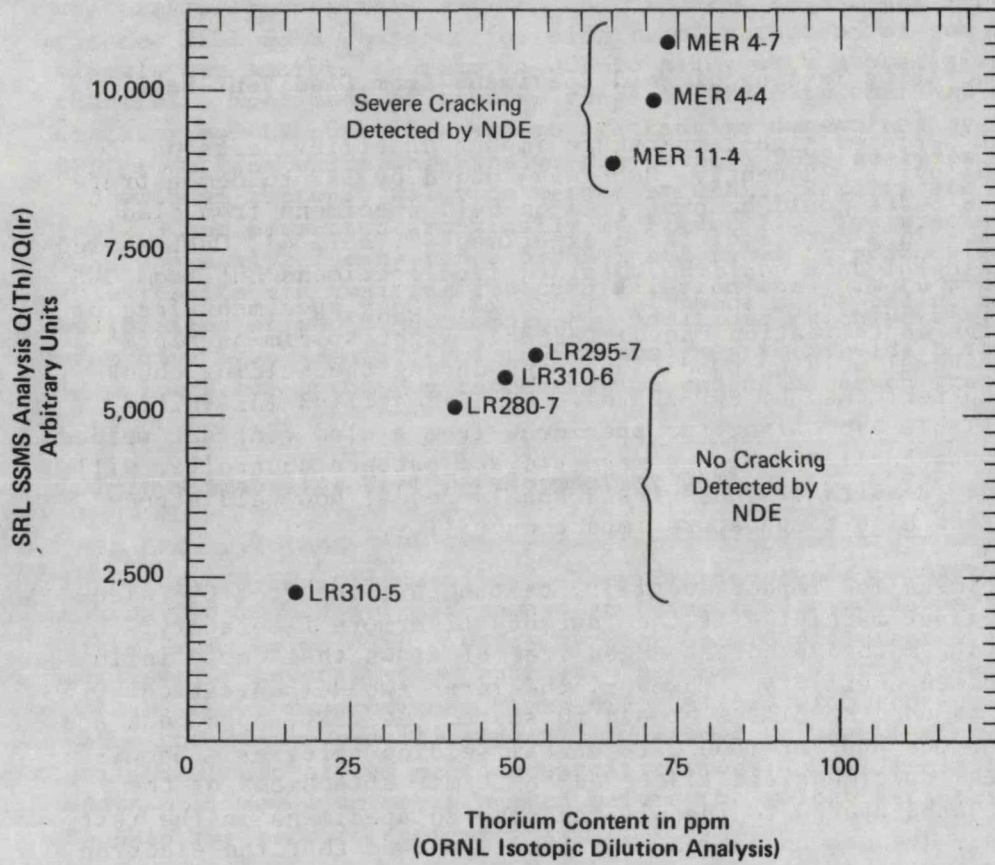 MER 4-7
10,000
MER 4-4
Severe Cracking
Detected by NDE
MER 11-4
7,500
SRL SSMS Analysis Q(Th)/Q(Ir)
Arbitrary Units
LR295-7
LR310-6
5,000
LR280-7
No Cracking
Detected by
NDE
2,500
LR310-5
0
25
50
75
100
Thorium Content in ppm
(ORNL Isotopic Dilution Analysis)